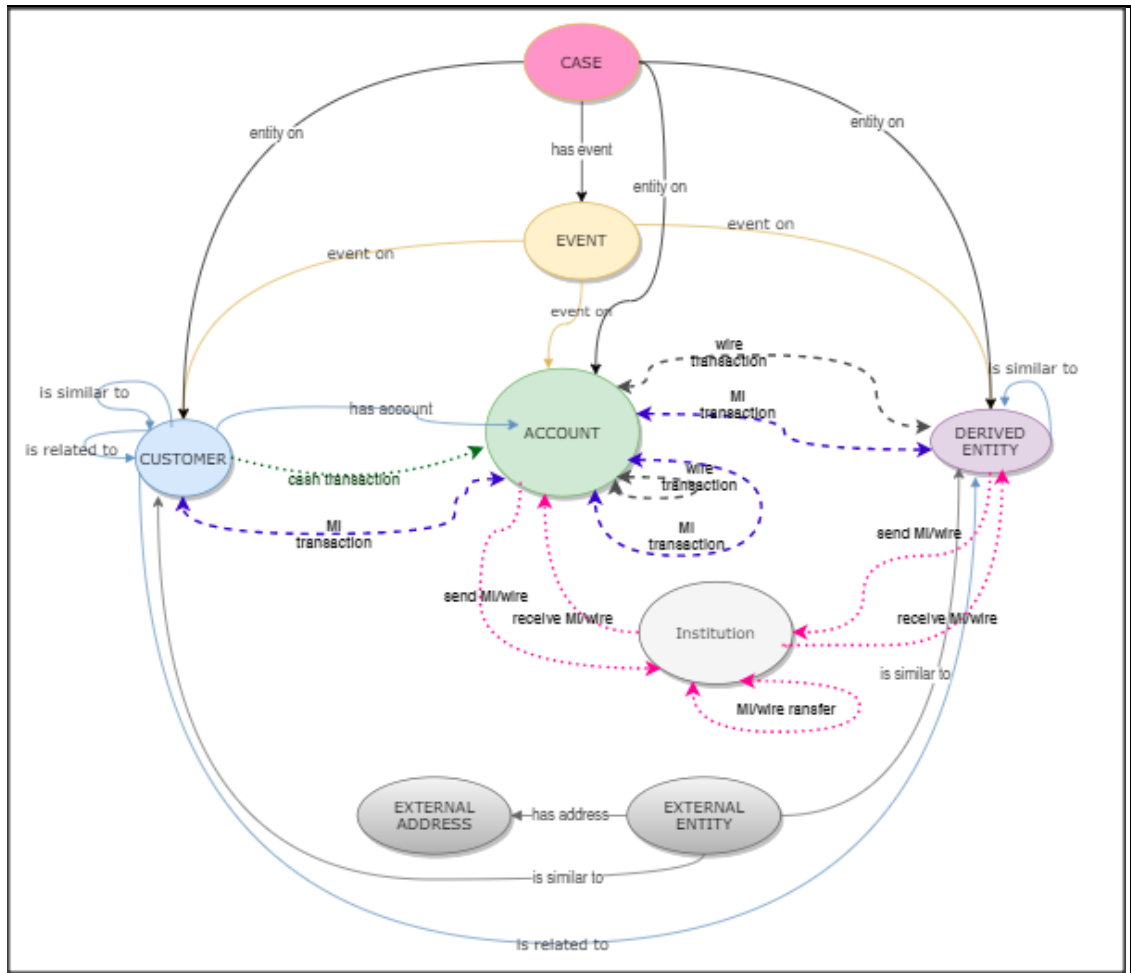 CASE
entity on
entity on
has event
entity on
EVENT
event on
event on
event on
wire
transaction
is similar to
is similar to
MI
transaction
has account
ACCOUNT
DERIVED
ENTITY
is related to
CUSTOMER
cash transaction
wire
transaction
MI
transaction
MI
transaction
send MI/wire
send MI/wire
receive MI/wire
receive MI/wire
Institution
is similar to
MI/wire ransfer
EXTERNAL
ADDRESS
has address
EXTERNAL
ENTITY
is similar to
is related to